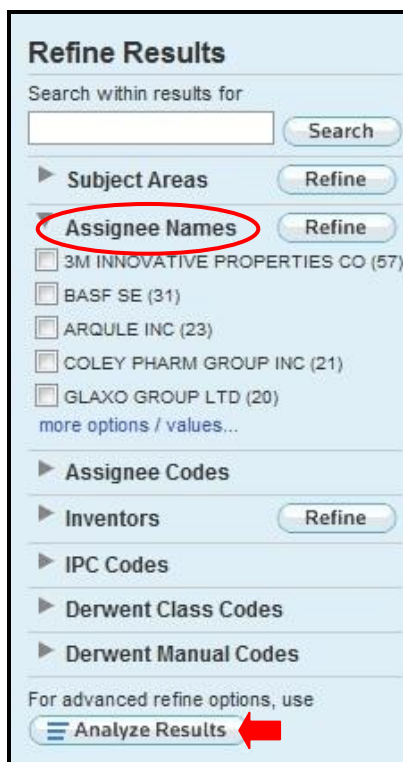 Refine Results
Search within results for
Search
Subject Areas Refine
Assignee Names Refine
3M INNOVATIVE PROPERTIES CO (57)
BASF SE (31)
ARQULE INC (23)
COLEY PHARM GROUP INC (21)
GLAXO GROUP LTD (20)
more options / values...
Assignee Codes
Inventors Refine
IPC Codes
Derwent Class Codes
Derwent Manual Codes
For advanced refine options, use
Analyze Results